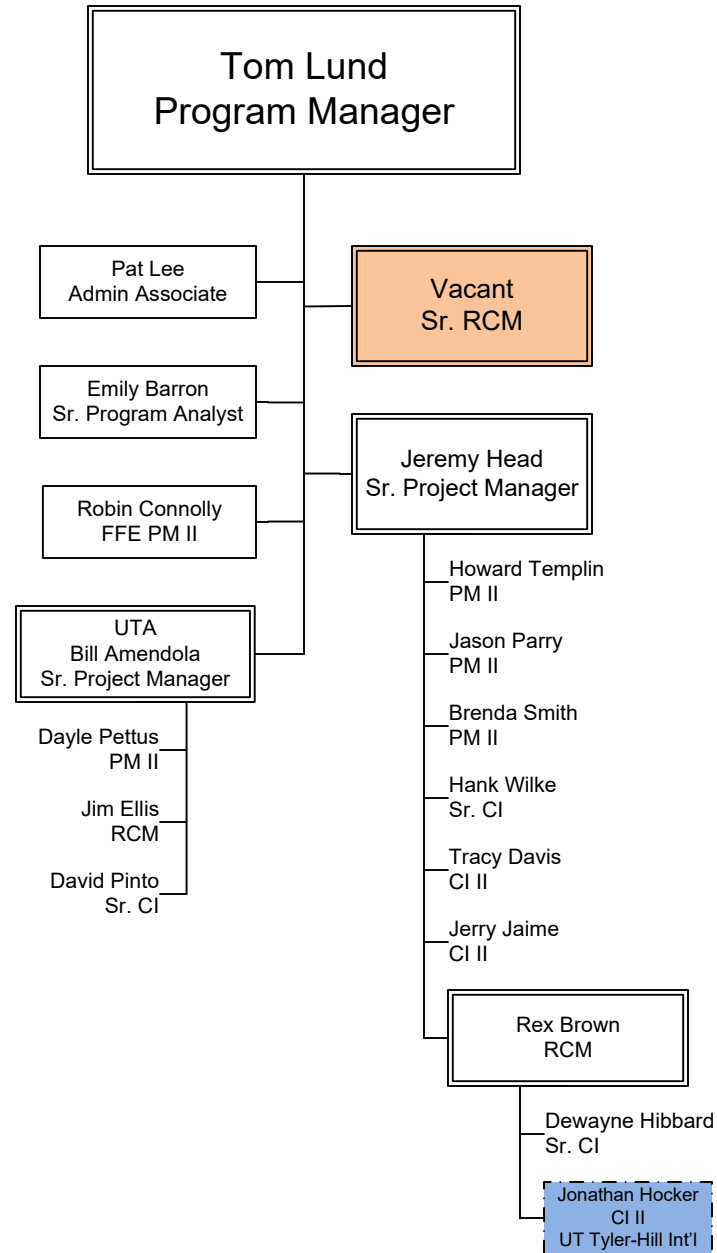 Tom Lund
Program Manager
Pat Lee
Admin Associate
Vacant
Sr. RCM
Emily Barron
Sr. Program Analyst
Jeremy Head
Sr. Project Manager
Robin Connolly
FFE PM II
UTA
Bill Amendola
Sr. Project Manager
Dayle Pettus
PM II
Jim Ellis
RCM
David Pinto
Sr. CI
Howard Templin
PM II
Jason Parry
PM II
Brenda Smith
PM II
Hank Wilke
Sr. CI
Tracy Davis
CI II
Jerry Jaime
CI II
Rex Brown
RCM
Dewayne Hibbard
Sr. CI
Jonathan Hocker
CI II
UT Tyler-Hill Int'l